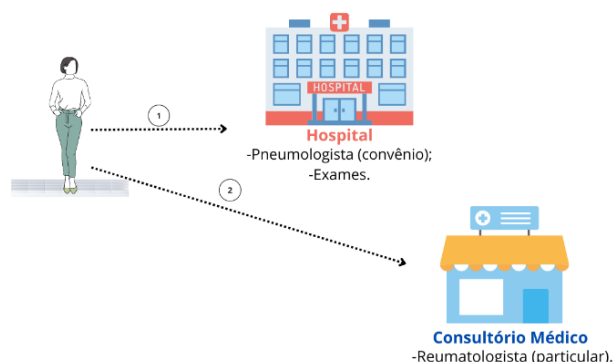 HOSPITAL
1
Hospital
-Pneumologista (convênio);
-Exames.
2
Consultório Médico
-Reumatologista (particular).